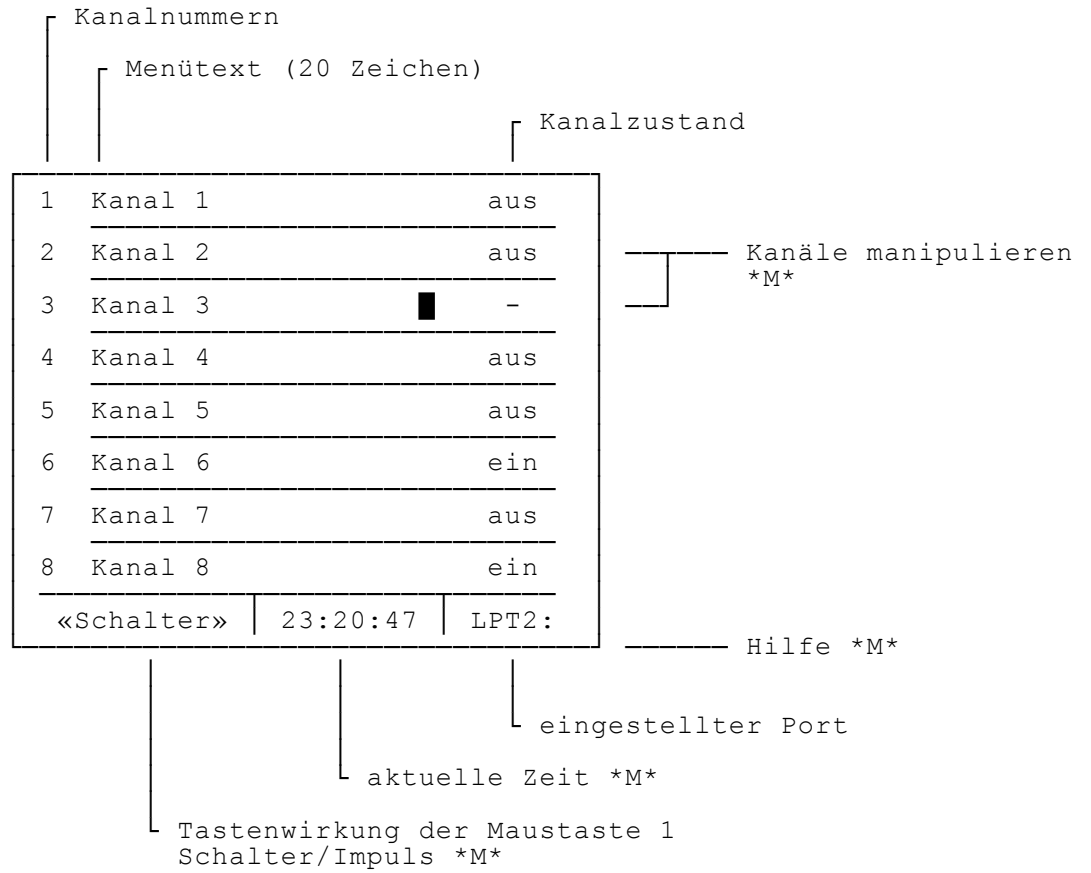 Kanalnummern
Menütext (20 Zeichen)
Kanalzustand
1 Kanal 1 aus
2 Kanal 2 aus
Kanäle manipulieren
*M*
3 Kanal 3 -
4 Kanal 4 aus
5 Kanal 5 aus
6 Kanal 6 ein
7 Kanal 7 aus
8 Kanal 8 ein
«Schalter» 23:20:47 LPT2:
Hilfe *M*
eingestellter Port
aktuelle Zeit *M*
Tastenwirkung der Maustaste 1
Schalter/Impuls *M*